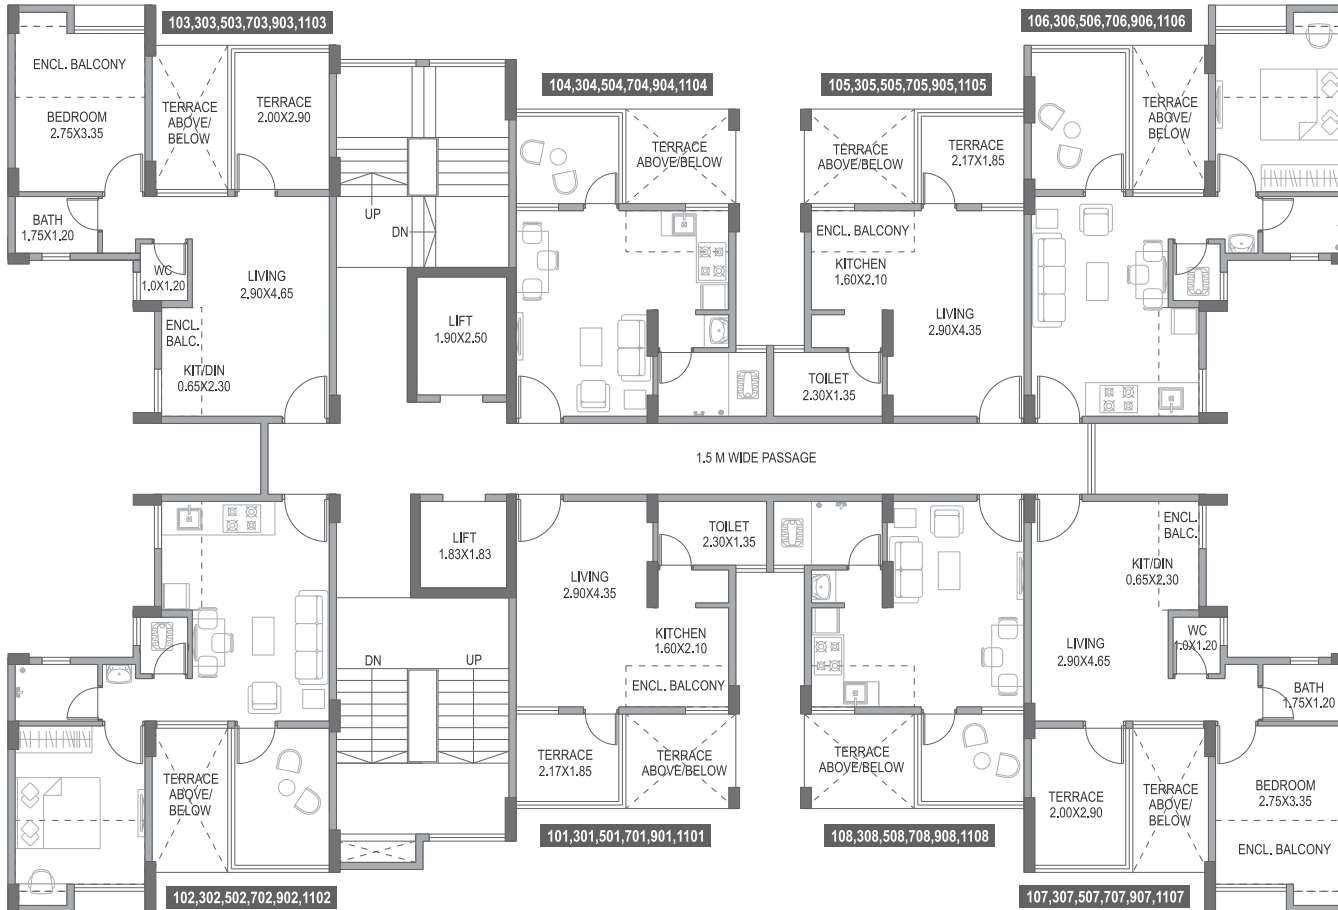 103,303,503,703,903,1103
ENCL. BALCONY
BEDROOM
2.75X3.35
TERRACE
ABOVE/
BELOW
TERRACE
2.00X2.90
BATH
1.75X1.20
WC
1.0X1.20
LIVING
2.90X4.65
ENCL.
BALC.
KIT/DIN
0.65X2.30
UP
DN
LIFT
1.90X2.50
104,304,504,704,904,1104
TERRACE
ABOVE/BELOW
105,305,505,705,905,1105
TERRACE
ABOVE/BELOW
TERRACE
2.17X1.85
ENCL. BALCONY
KITCHEN
1.60X2.10
LIVING
2.90X4.35
TOILET
2.30X1.35
106,306,506,706,906,1106
TERRACE
ABOVE/
BELOW
1.5 M WIDE PASSAGE
LIFT
1.83X1.83
DN
UP
TERRACE
ABOVE/
BELOW
102,302,502,702,902,1102
LIVING
2.90X4.35
TOILET
2.30X1.35
KITCHEN
1.60X2.10
ENCL. BALCONY
TERRACE
2.17X1.85
TERRACE
ABOVE/BELOW
101,301,501,701,901,1101
TERRACE
ABOVE/BELOW
108,308,508,708,908,1108
ENCL.
BALC.
KIT/DIN
0.65X2.30
LIVING
2.90X4.65
WC
1.0X1.20
BATH
1.75X1.20
TERRACE
2.00X2.90
TERRACE
ABOVE/
BELOW
BEDROOM
2.75X3.35
ENCL. BALCONY
107,307,507,707,907,1107